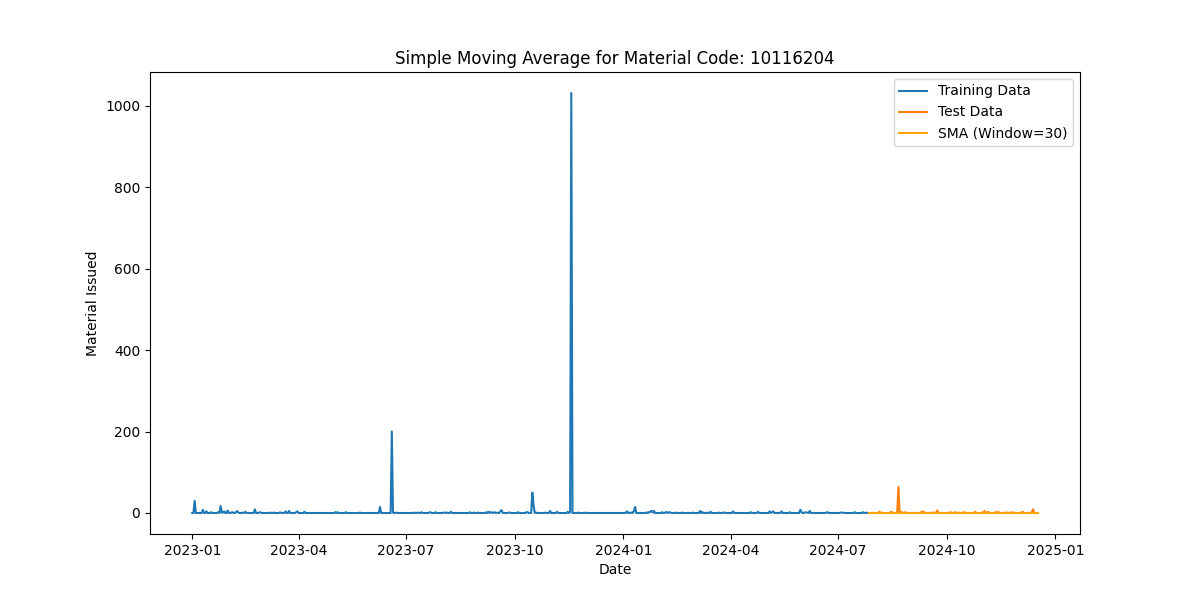 Simple Moving Average for Material Code: 10116204
Training Data
Test Data
SMA (Window=30)
Material Issued
1000
800
600
400
200
0
2023-01 2023-04 2023-07 2023-10 2024-01 2024-04 2024-07 2024-10 2025-01
Date